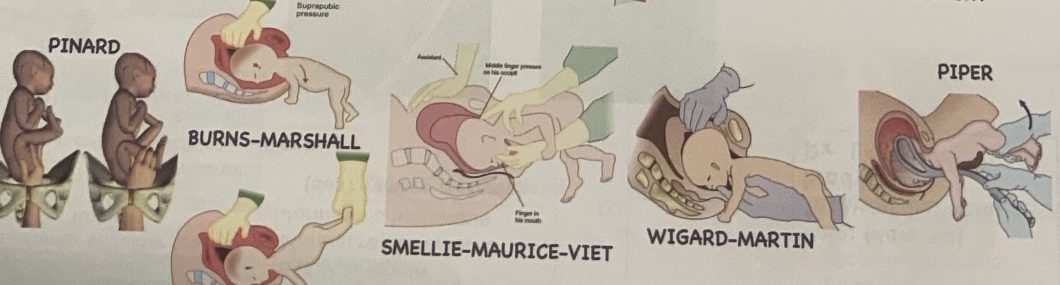 Suprapubic
pressure
PINARD
BURNS-MARSHALL
Assistant
Middle finger presses
on his occiput
Finger in
his mouth
SMELLIE-MAURICE-VIET
WIGARD-MARTIN
PIPER